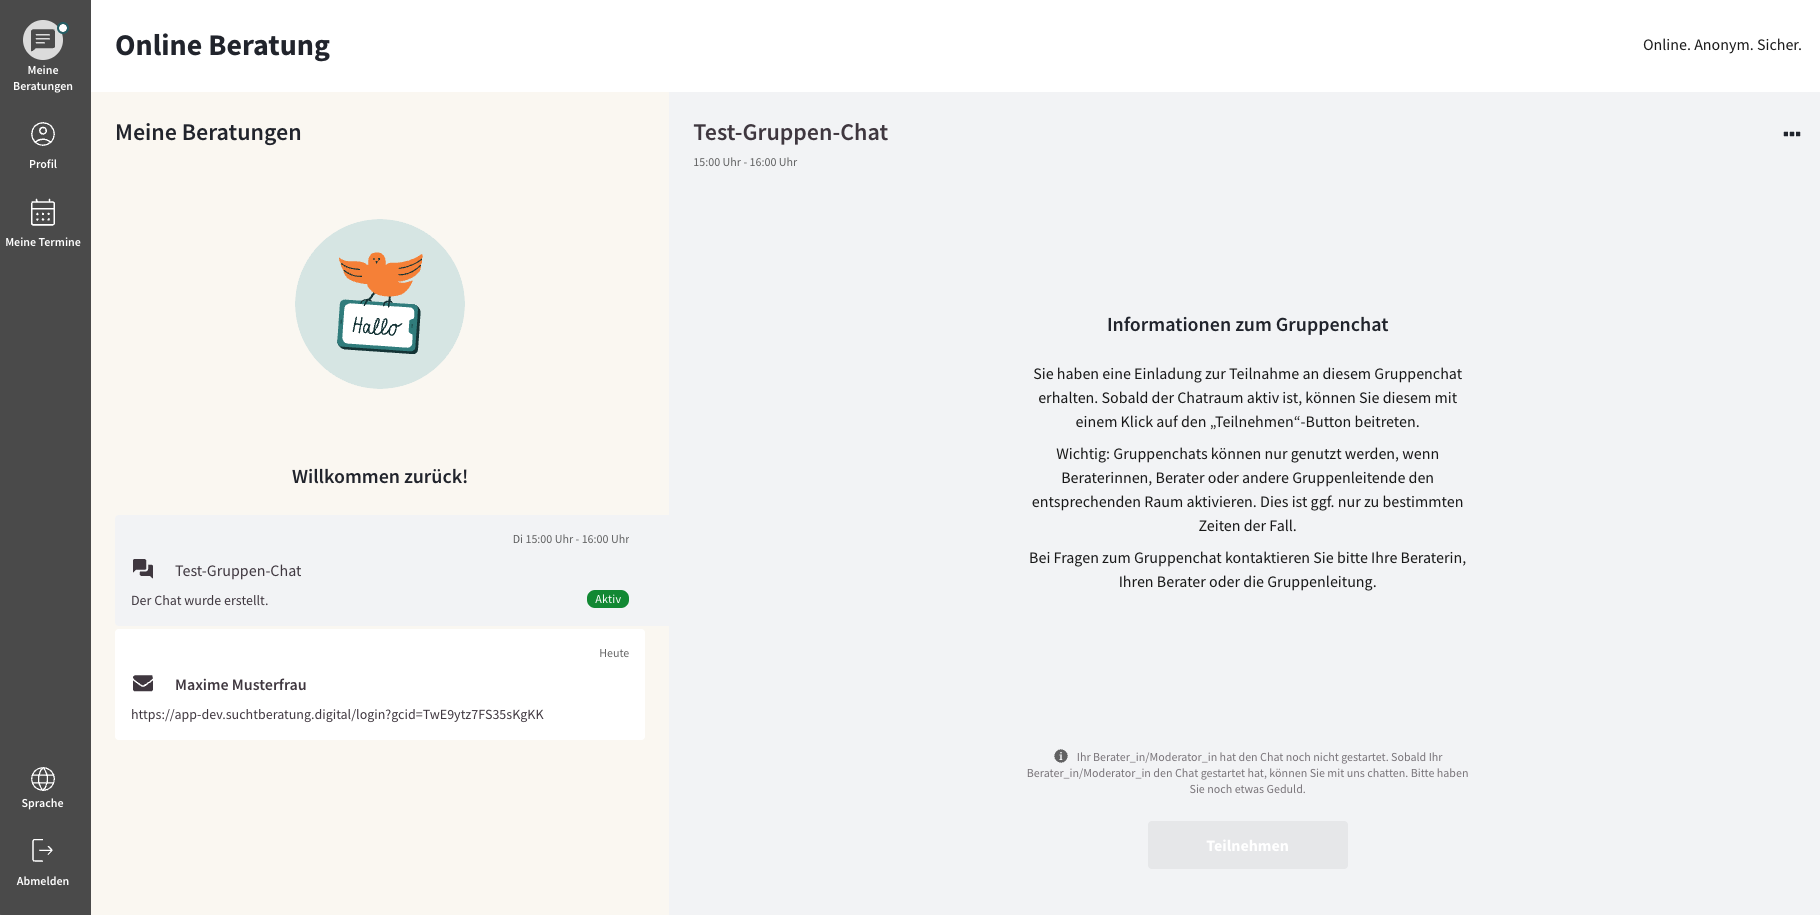 Meine
Beratungen
Profil
Meine Termine
Sprache
Abmelden
Online Beratung
Online. Anonym. Sicher.
Meine Beratungen
Hallo
Willkommen zurück!
Di 15:00 Uhr - 16:00 Uhr
Test-Gruppen-Chat
Der Chat wurde erstellt.
Aktiv
Heute
Maxime Musterfrau
https://app-dev.suchtberatung.digital/login?gcid=TwE9ytz7FS35sKgKK
Test-Gruppen-Chat
15:00 Uhr - 16:00 Uhr
Informationen zum Gruppenchat
Sie haben eine Einladung zur Teilnahme an diesem Gruppenchat
erhalten. Sobald der Chatraum aktiv ist, können Sie diesem mit
einem Klick auf den „Teilnehmen“-Button beitreten.
Wichtig: Gruppenchats können nur genutzt werden, wenn
Beraterinnen, Berater oder andere Gruppenleitende den
entsprechenden Raum aktivieren. Dies ist ggf. nur zu bestimmten
Zeiten der Fall.
Bei Fragen zum Gruppenchat kontaktieren Sie bitte Ihre Beraterin,
Ihren Berater oder die Gruppenleitung.
Ihr Berater_in/Moderator_in hat den Chat noch nicht gestartet. Sobald Ihr
Berater_in/Moderator_in den Chat gestartet hat, können Sie mit uns chatten. Bitte haben
Sie noch etwas Geduld.
Teilnehmen